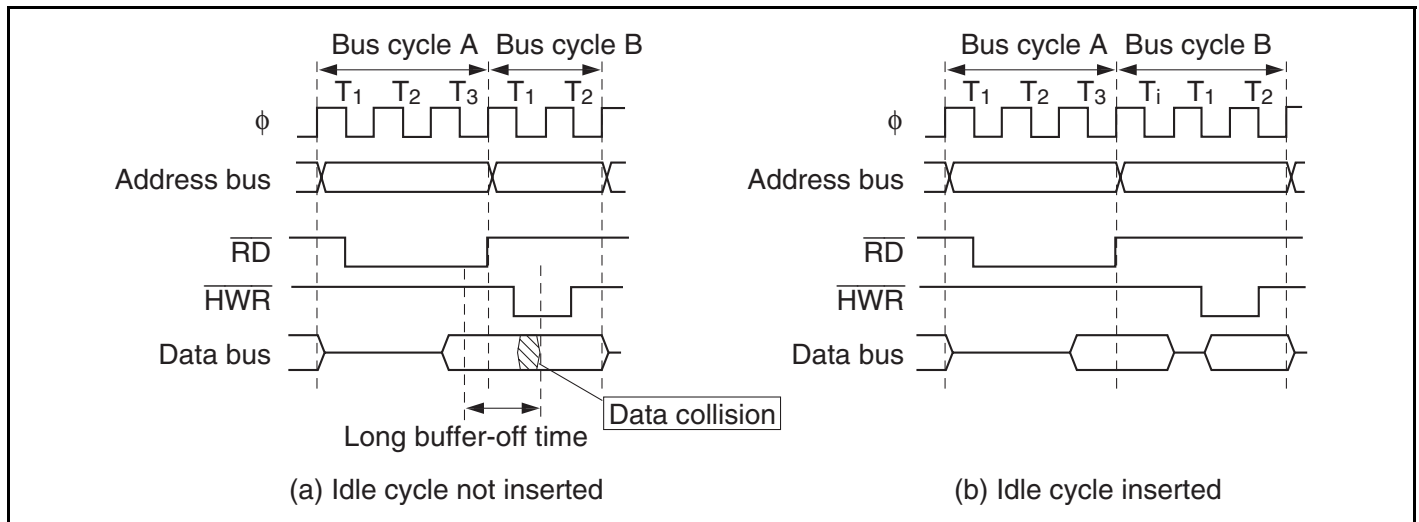 Bus cycle A Bus cycle B
T1 T2 T3 T1 T2
ϕ
Address bus
RD
HWR
Data bus
Data collision
Long buffer-off time
(a) Idle cycle not inserted
Bus cycle A Bus cycle B
T1 T2 T3 Ti T1 T2
ϕ
Address bus
RD
HWR
Data bus
(b) Idle cycle inserted